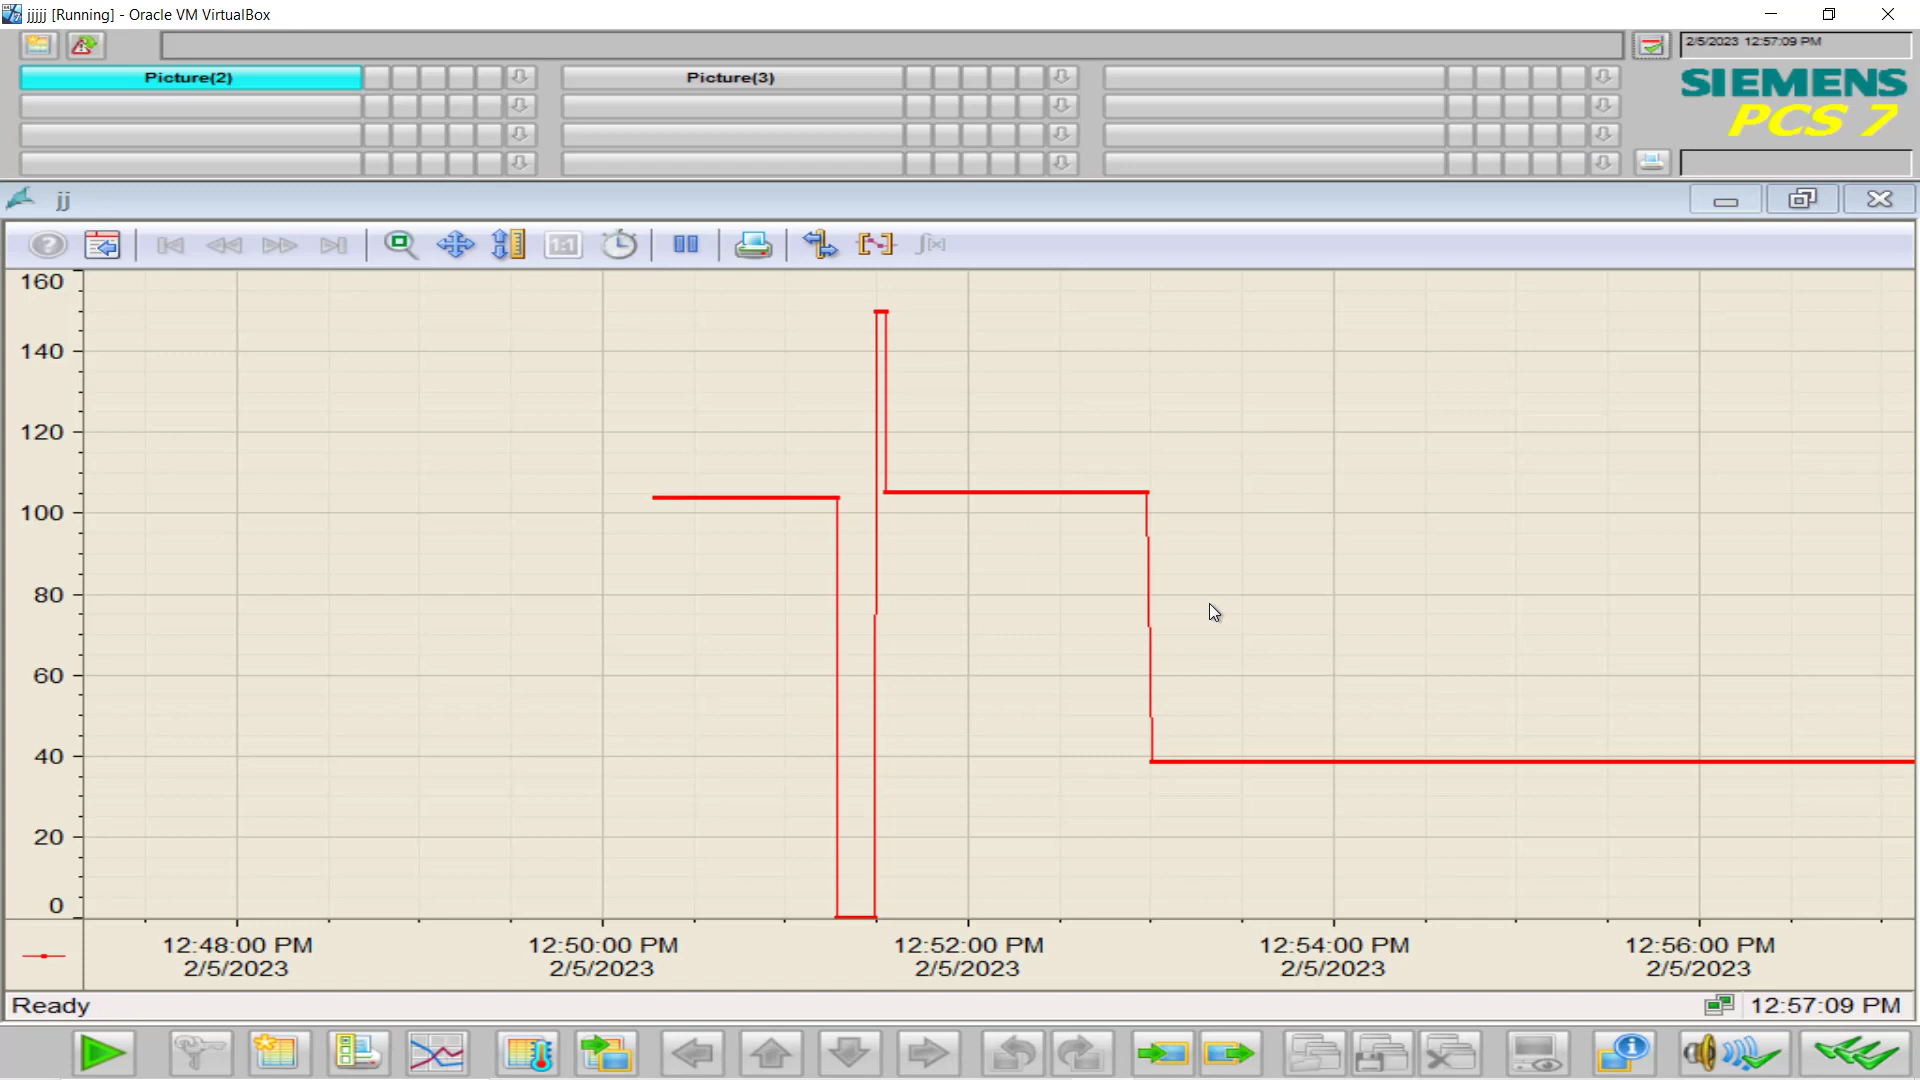 jjjjj [Running] - Oracle VM VirtualBox
2/5/2023 12:57:09 PM
Picture(2)
Picture(3)
SIEMENS
PCS 7
jj
1:1
f[x]
160
140
120
100
80
60
40
20
0
12:48:00 PM 12:50:00 PM 12:52:00 PM 12:54:00 PM 12:56:00 PM
2/5/2023 2/5/2023 2/5/2023 2/5/2023 2/5/2023
Ready
12:57:09 PM